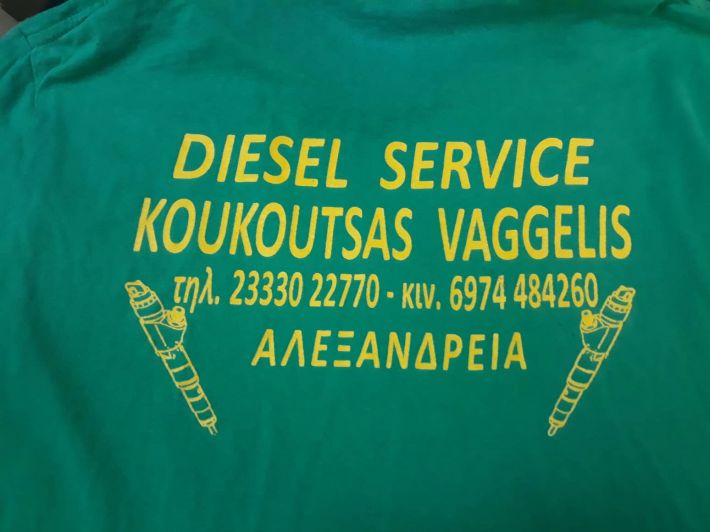 DIESEL SERVICE
KOUKOUTSAS VAGGELIS
τηλ. 23330 22770 - κιν. 6974 484260
ΑΛΕΞΑΝΔΡΕΙΑ